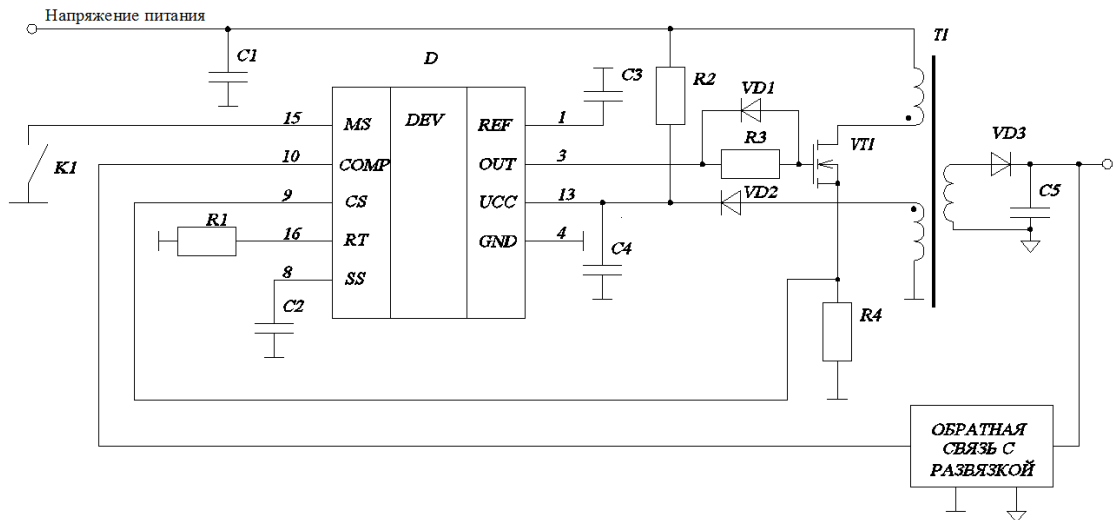 Напряжение питания
T1
C1
D
C3
R2
VD1
15
MS
DEV
REF
1
R3
VT1
VD3
K1
10
COMP
OUT
3
9
CS
UCC
13
VD2
C5
R1
16
RT
GND
4
C4
8
SS
C2
R4
ОБРАТНАЯ
СВЯЗЬ С
РАЗВЯЗКОЙ